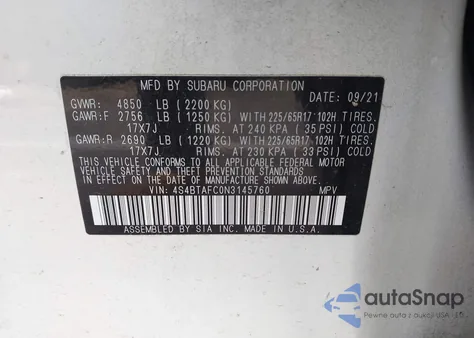 MFD BY SUBARU CORPORATION
DATE: 09/21
GVWR: 4850 LB (2200 KG)
GAWR:F 2756 LB (1250 KG) WITH 225/65R17 102H TIRES.
17X7J RIMS. AT 240 KPA ( 35 PSI) COLD
GAWR:R 2690 LB (1220 KG) WITH 225/65R17 102H TIRES.
17X7J RIMS. AT 230 KPA ( 33 PSI) COLD
THIS VEHICLE CONFORMS TO ALL APPLICABLE FEDERAL MOTOR
VEHICLE SAFETY AND THEFT PREVENTION STANDARDS IN EFFECT
ON THE DATE OF MANUFACTURE SHOWN ABOVE.
VIN: 4S4BTAFC0N3145760 MPV
ASSEMBLED BY SIA INC. MADE IN U.S.A.
autoSnap
Pewne auta z USA